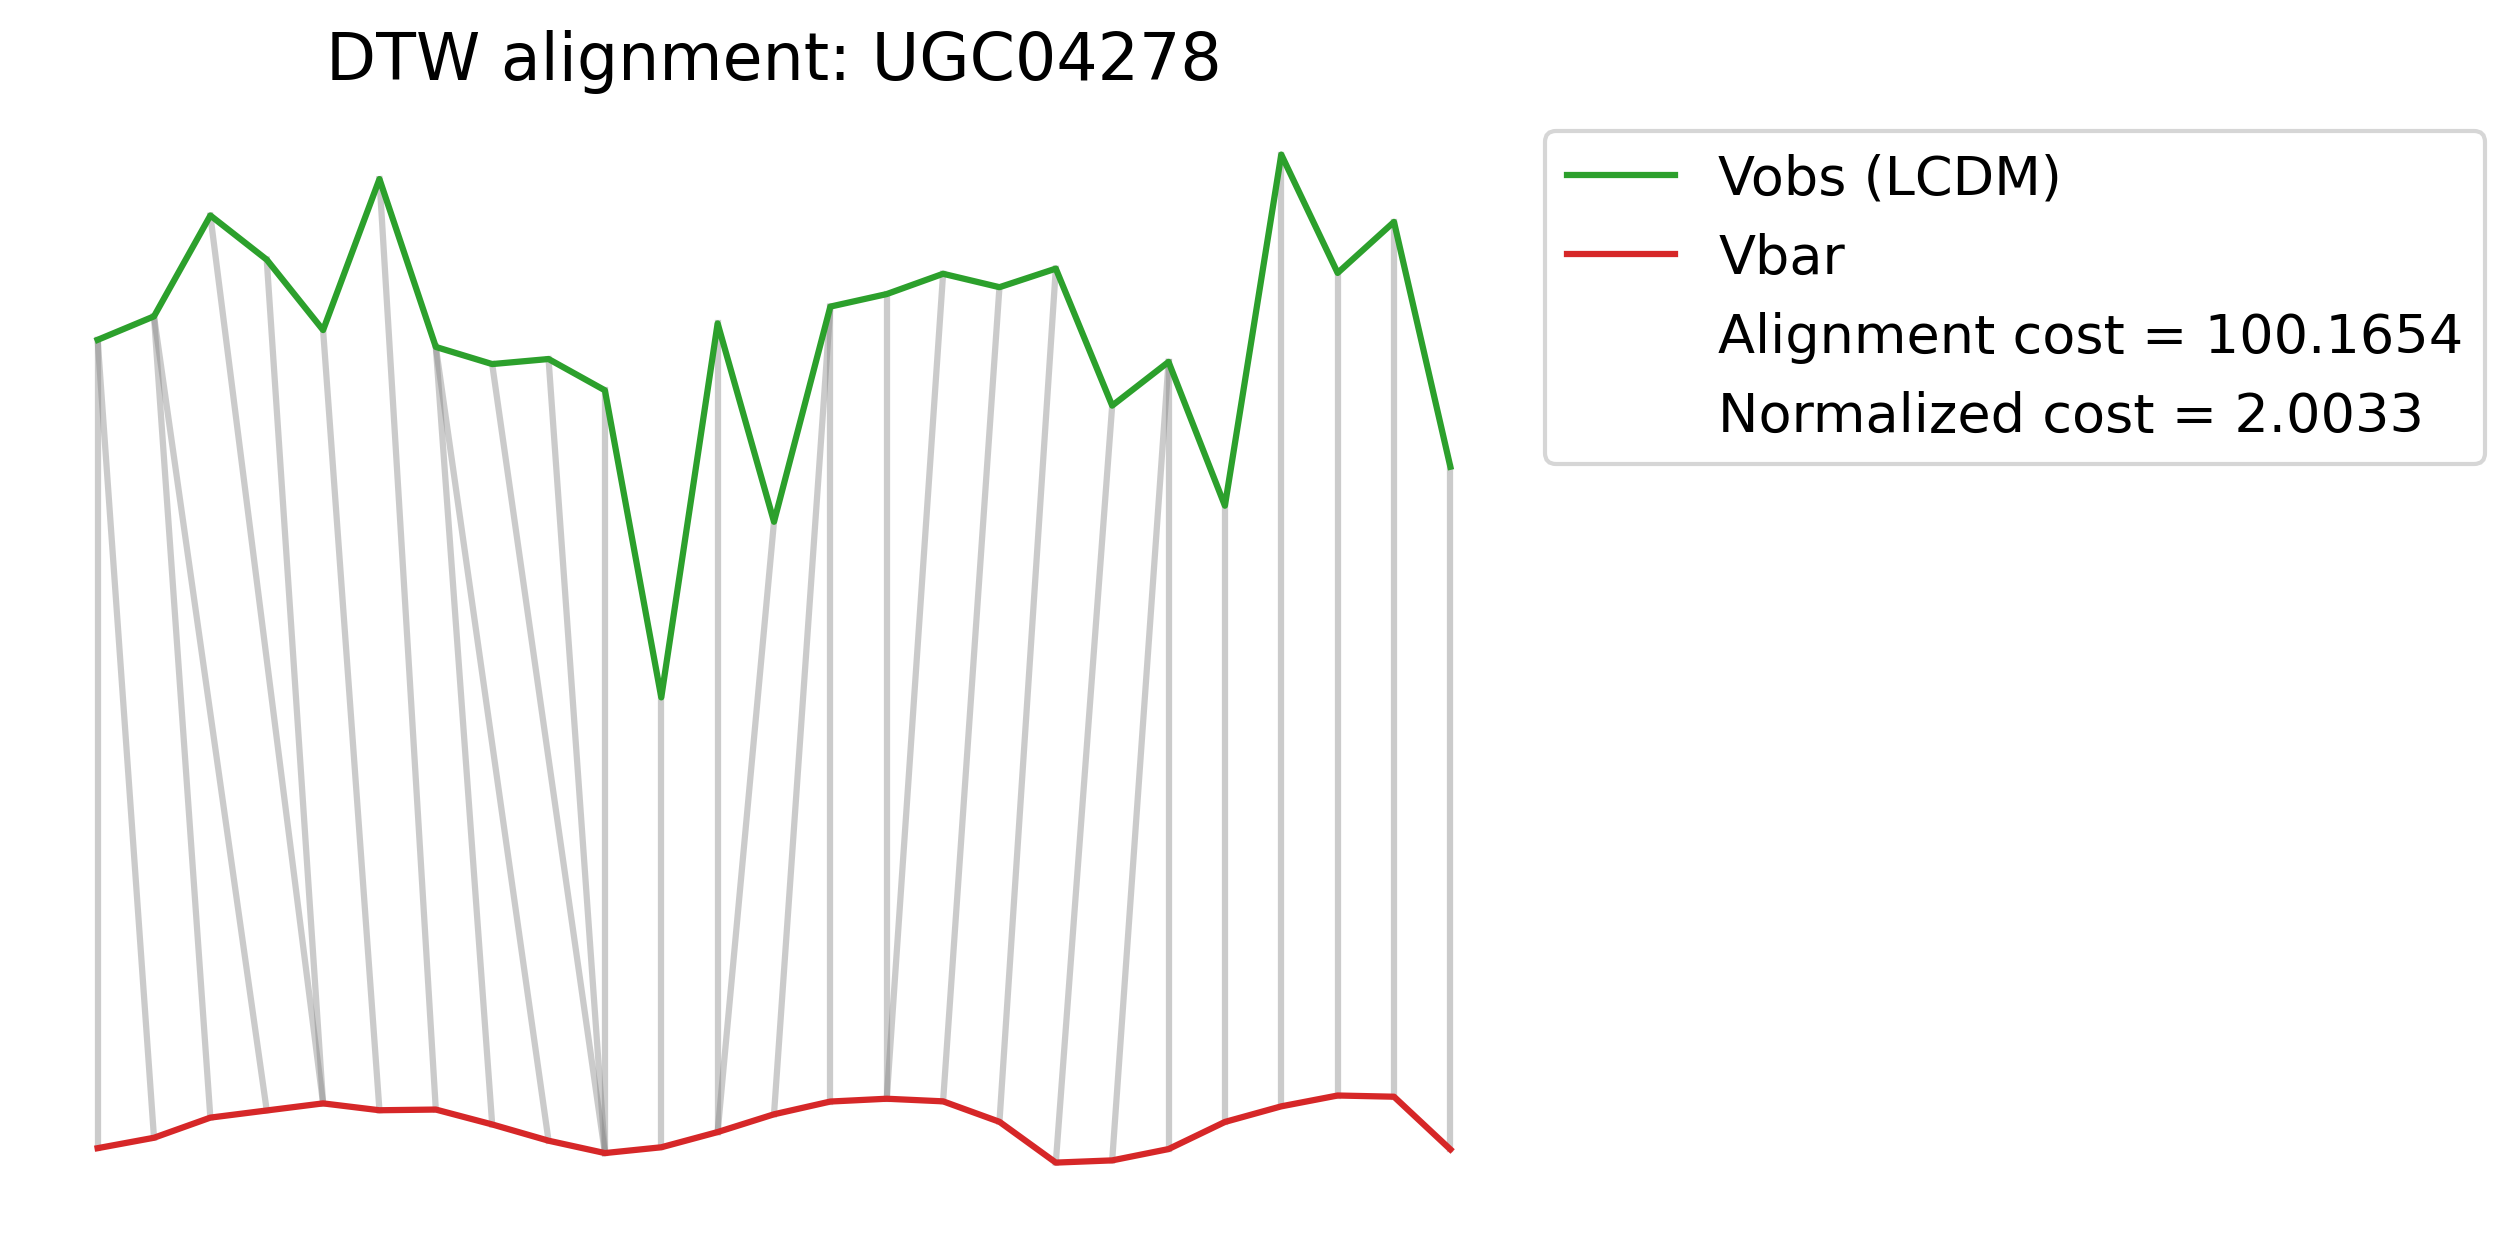 DTW alignment: UGC04278
Vobs (LCDM)
Vbar
Alignment cost = 100.1654
Normalized cost = 2.0033